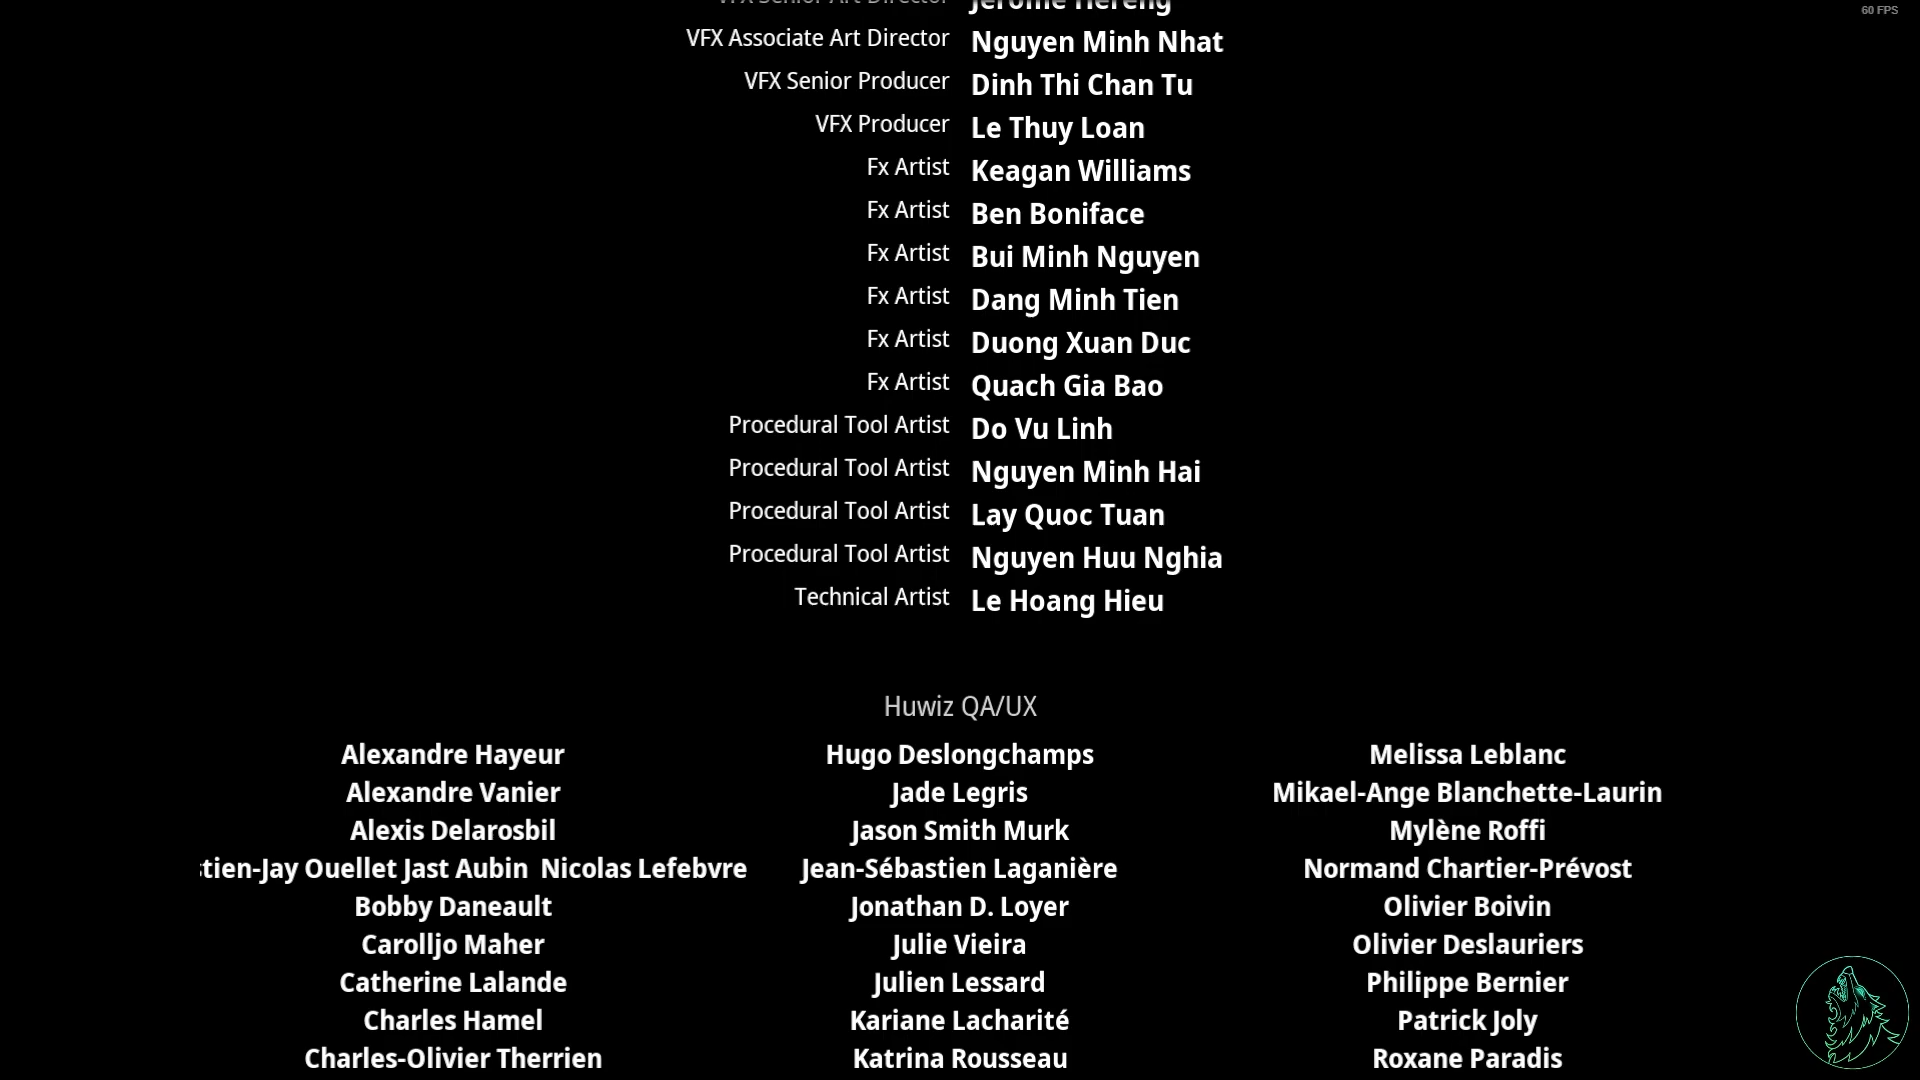 VFX Senior Art Director Jerome Hereng
60 FPS
VFX Associate Art Director Nguyen Minh Nhat
VFX Senior Producer Dinh Thi Chan Tu
VFX Producer Le Thuy Loan
Fx Artist Keagan Williams
Fx Artist Ben Boniface
Fx Artist Bui Minh Nguyen
Fx Artist Dang Minh Tien
Fx Artist Duong Xuan Duc
Fx Artist Quach Gia Bao
Procedural Tool Artist Do Vu Linh
Procedural Tool Artist Nguyen Minh Hai
Procedural Tool Artist Lay Quoc Tuan
Procedural Tool Artist Nguyen Huu Nghia
Technical Artist Le Hoang Hieu
Huwiz QA/UX
Alexandre Hayeur Hugo Deslongchamps Melissa Leblanc
Alexandre Vanier Jade Legris Mikael-Ange Blanchette-Laurin
Alexis Delarosbil Jason Smith Murk Mylène Roffi
tien-Jay Ouellet Jast Aubin Nicolas Lefebvre Jean-Sébastien Laganière Normand Chartier-Prévost
Bobby Daneault Jonathan D. Loyer Olivier Boivin
Carolljo Maher Julie Vieira Olivier Deslauriers
Catherine Lalande Julien Lessard Philippe Bernier
Charles Hamel Kariane Lacharité Patrick Joly
Charles-Olivier Therrien Katrina Rousseau Roxane Paradis